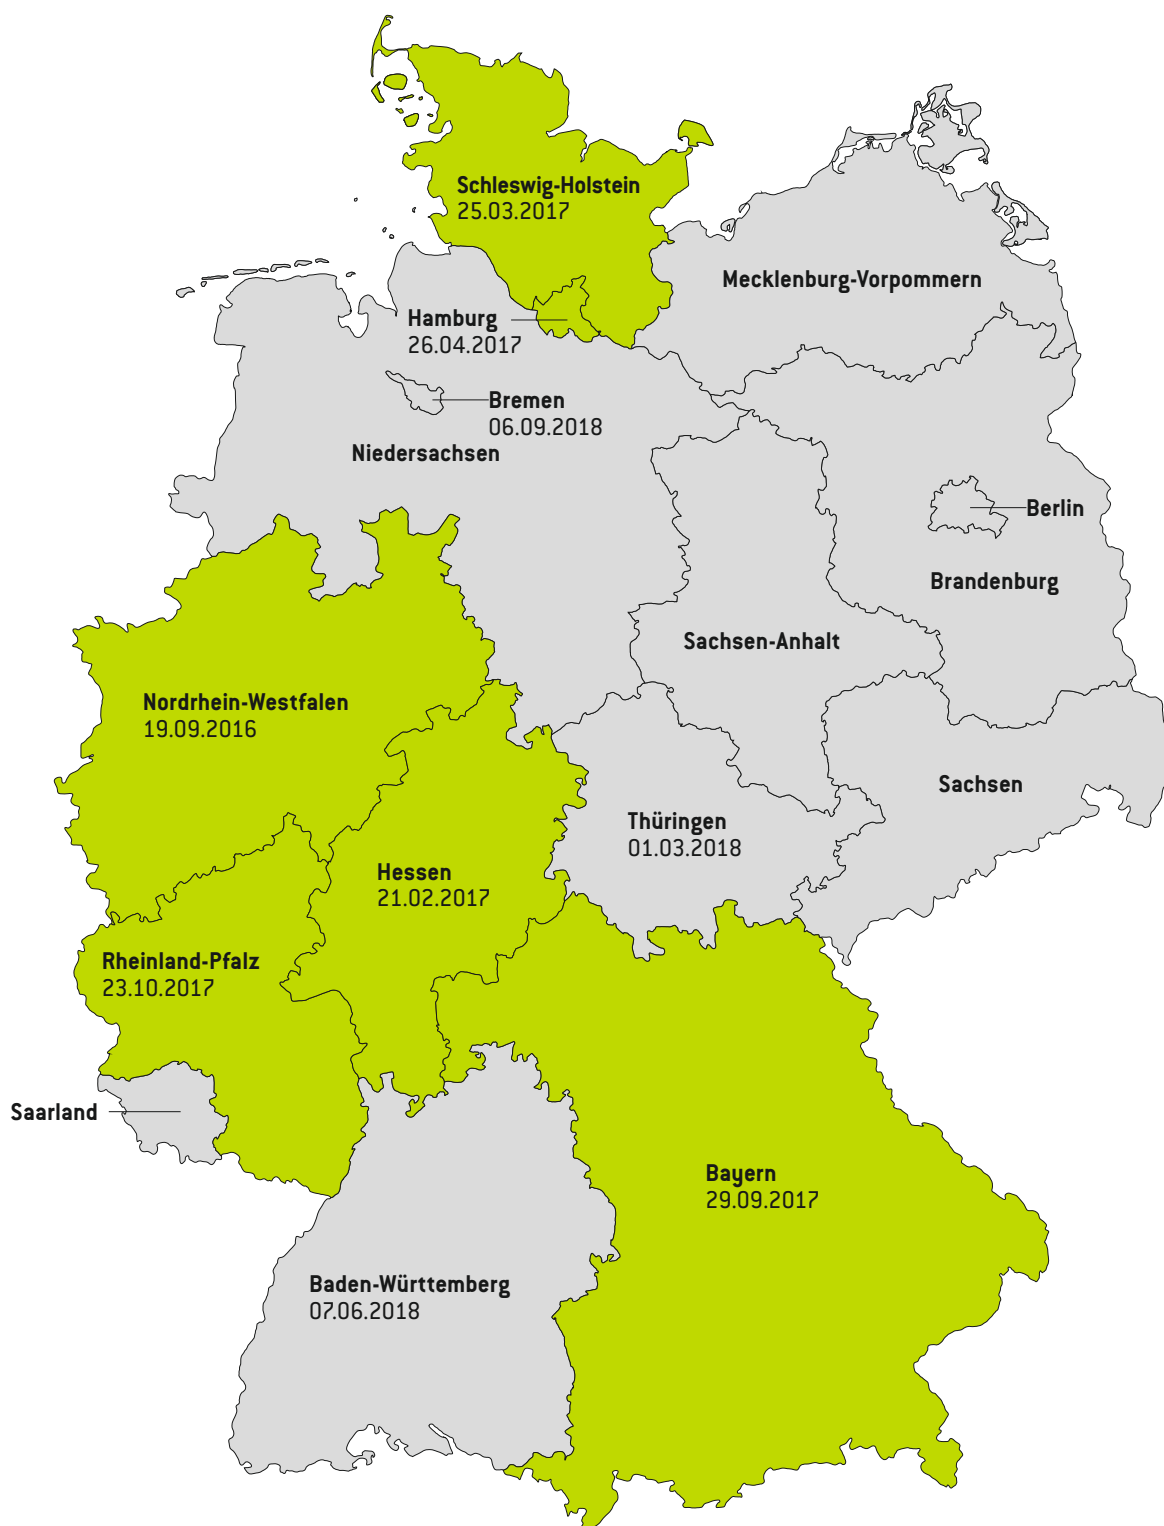 Schleswig-Holstein
25.03.2017
Mecklenburg-Vorpommern
Hamburg
26.04.2017
Bremen
06.09.2018
Niedersachsen
Berlin
Brandenburg
Sachsen-Anhalt
Nordrhein-Westfalen
19.09.2016
Sachsen
Thüringen
01.03.2018
Hessen
21.02.2017
Rheinland-Pfalz
23.10.2017
Saarland
Bayern
29.09.2017
Baden-Württemberg
07.06.2018